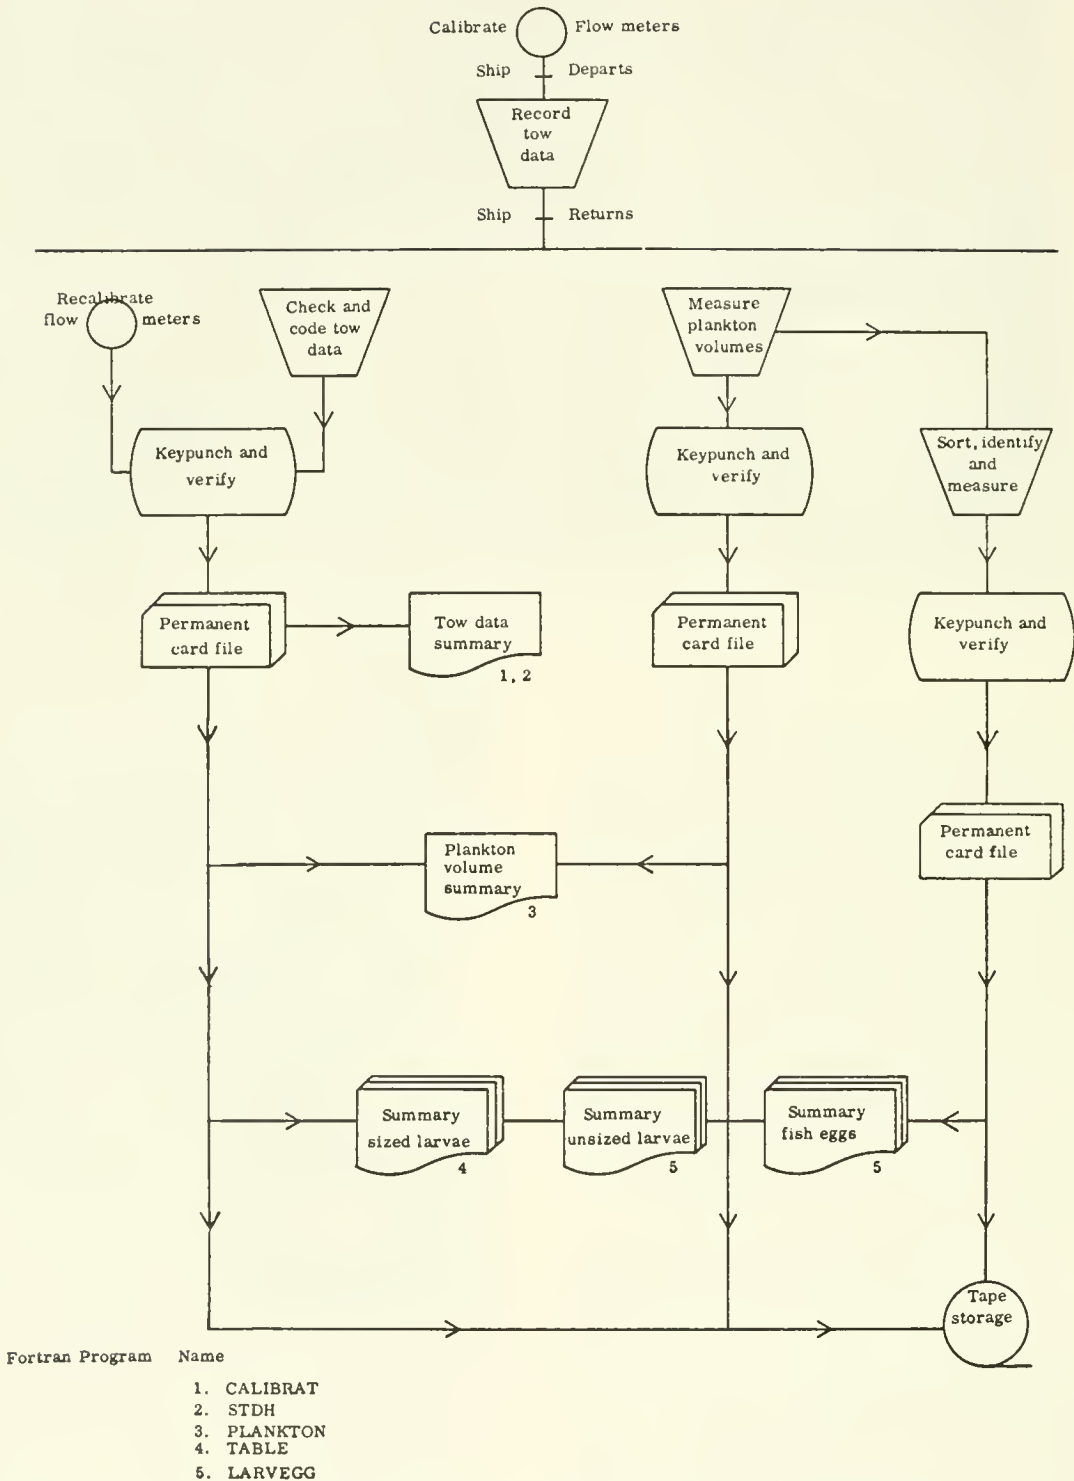 Calibrate Flow meters
Ship Departs
Record
tow
data
Ship Returns
Recalibrate
flow meters
Check and
code tow
data
Measure
plankton
volumes
Keypunch and
verify
Keypunch and
verify
Sort, identify
and
measure
Permanent
card file
Tow data
summary
1, 2
Permanent
card file
Keypunch and
verify
Plankton
volume
summary
3
Permanent
card file
Summary
sized larvae
4
Summary
unsized larvae
5
Summary
fish eggs
5
Tape
storage
Fortran Program Name
1. CALIBRAT
2. STDH
3. PLANKTON
4. TABLE
5. LARVEGG